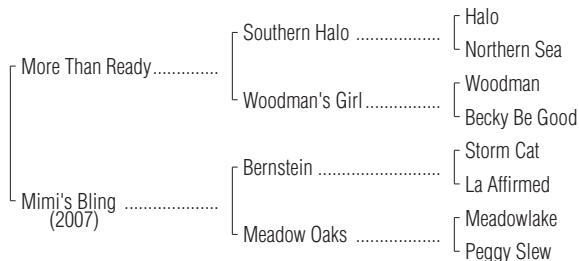 Halo
Southern Halo ..................
Northern Sea
More Than Ready..............
Woodman
Woodman's Girl................
Becky Be Good
Storm Cat
Bernstein ..........................
La Affirmed
Mimi's Bling ....................
(2007)
Meadowlake
Meadow Oaks ..................
Peggy Slew